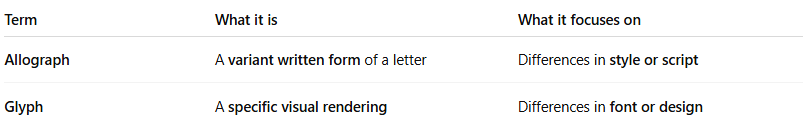 Term What it is What it focuses on
Allograph A variant written form of a letter Differences in style or script
Glyph A specific visual rendering Differences in font or design